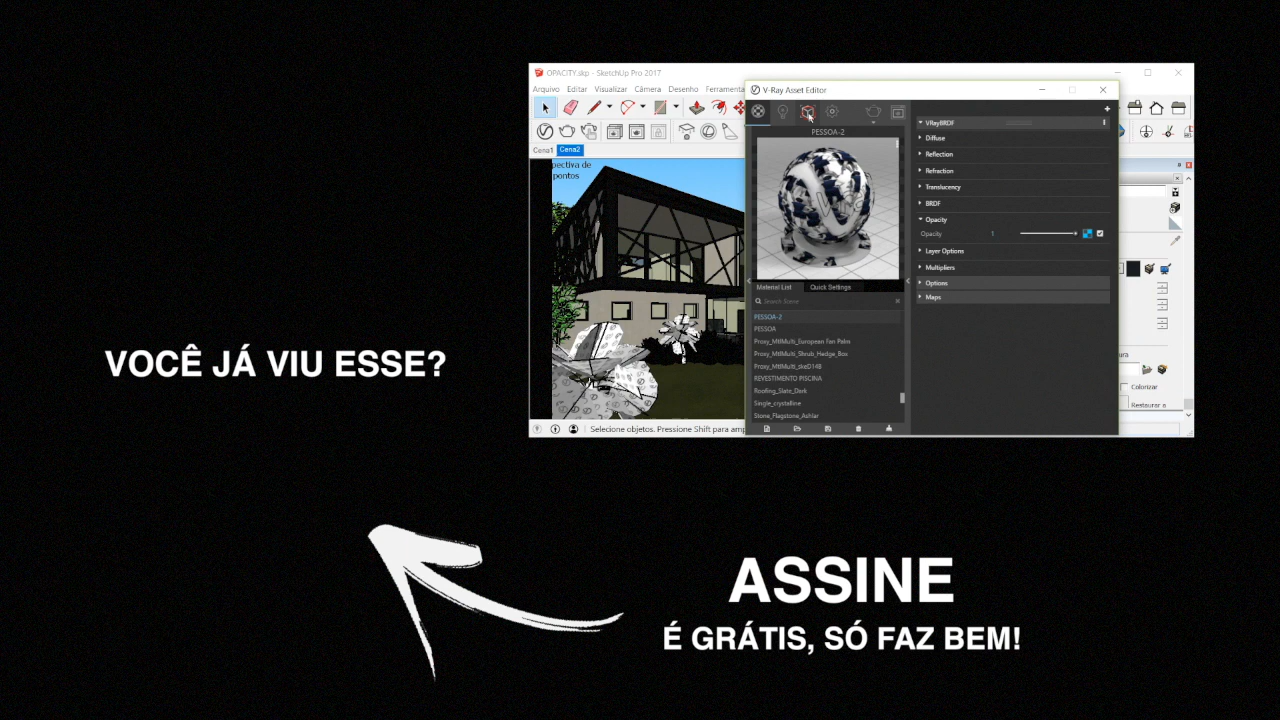 OPACITY.skp - SketchUp Pro 2017
Arquivo Editar Visualizar Câmera Desenho Ferramenta
Cena1 Cena2
pectiva de
pontos
V-Ray Asset Editor
PESSOA-2
Material List Quick Settings
Search Scene
PESSOA-2
PESSOA
Proxy_MtlMulti_European Fan Palm
Proxy_MtlMulti_Shrub_Hedge_Box
Proxy_MtlMulti_skeD14B
REVESTIMENTO PISCINA
Roofing_Slate_Dark
Single_crystalline
Stone_Flagstone_Ashlar
VRayBRDF
Diffuse
Reflection
Refraction
Translucency
BRDF
Opacity
Opacity 1
Layer Options
Multipliers
Options
Maps
ura
Colorizar
Restaurar a
Selecione objetos. Pressione Shift para amp
VOCÊ JÁ VIU ESSE?
ASSINE
É GRÁTIS, SÓ FAZ BEM!